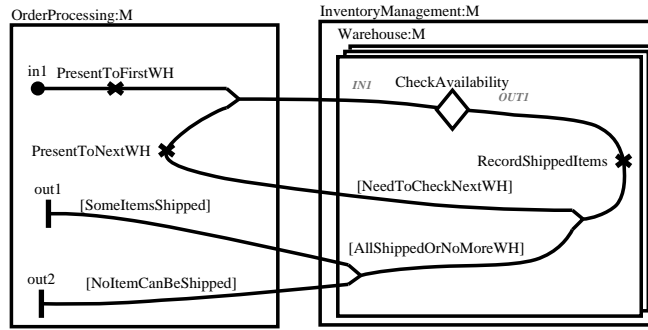 OrderProcessing:M
InventoryManagement:M
Warehouse:M
in1
PresentToFirstWH
IN1
CheckAvailability
OUT1
PresentToNextWH
RecordShippedItems
[NeedToCheckNextWH]
out1
[SomeItemsShipped]
[AllShippedOrNoMoreWH]
out2
[NoItemCanBeShipped]